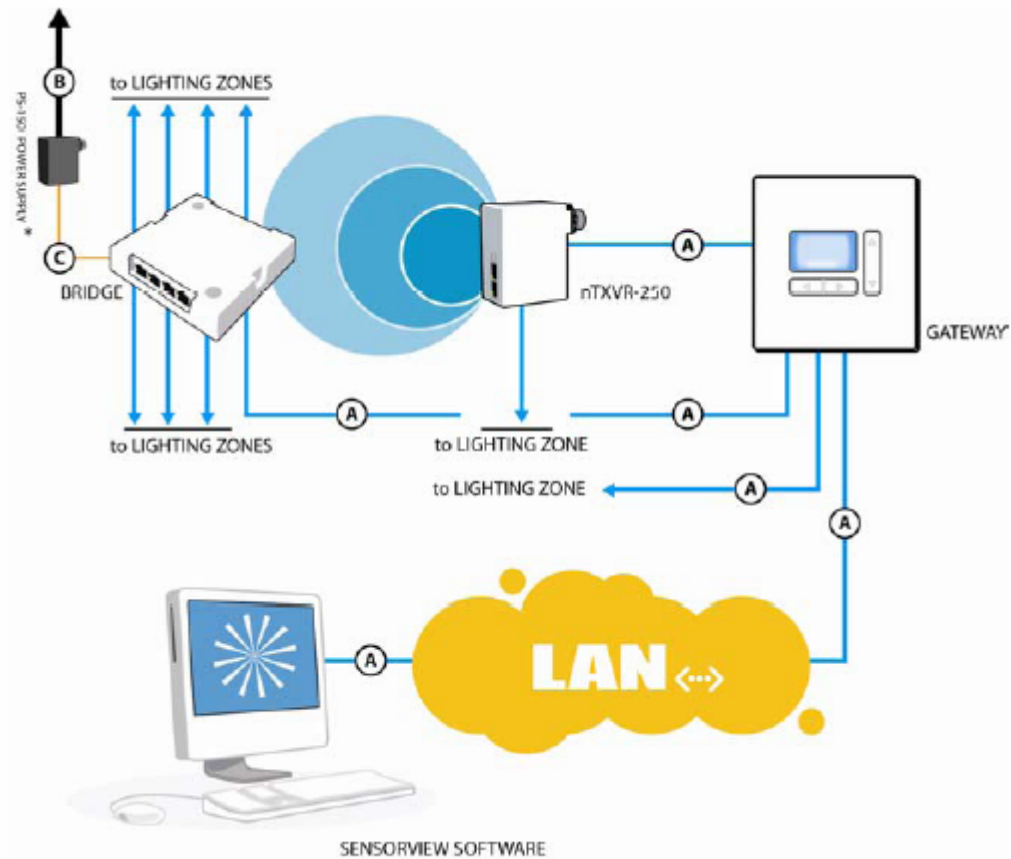 B
to LIGHTING ZONES
PS-150 POWER SUPPLY *
C
BRIDGE
A
nTXVR-250
GATEWAY
A
A
to LIGHTING ZONES
to LIGHTING ZONE
to LIGHTING ZONE
A
A
A
LAN <···>
SENSORVIEW SOFTWARE